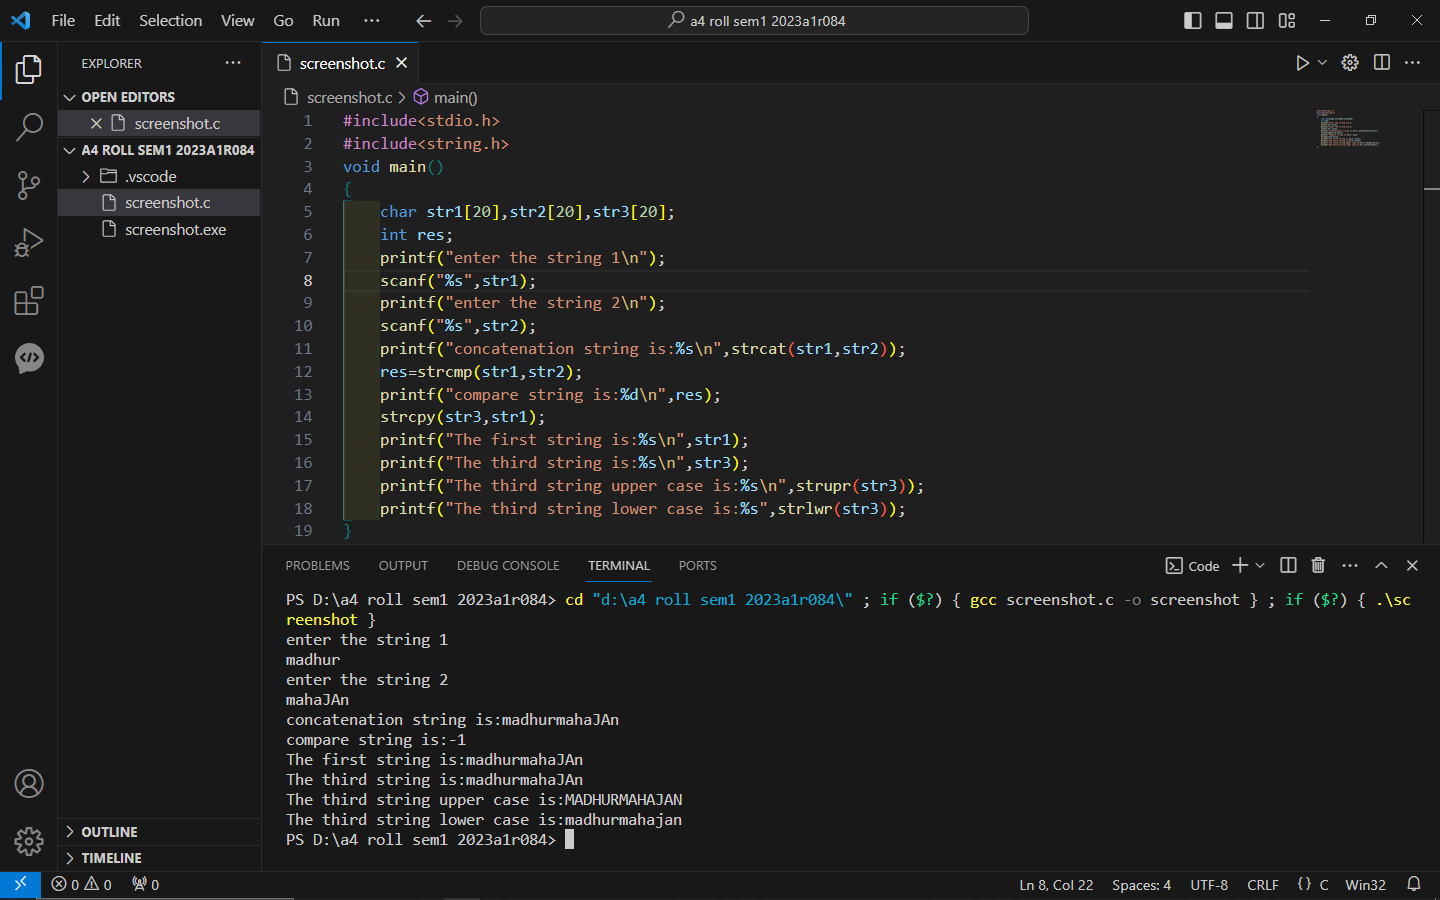 File Edit Selection View Go Run ··· a4 roll sem1 2023a1r084
EXPLORER ···
OPEN EDITORS
screenshot.c
A4 ROLL SEM1 2023A1R084
.vscode
screenshot.c
screenshot.exe
OUTLINE
TIMELINE
screenshot.c
screenshot.c > main()
1 #include<stdio.h>
2 #include<string.h>
3 void main()
4 {
5 char str1[20],str2[20],str3[20];
6 int res;
7 printf("enter the string 1\n");
8 scanf("%s",str1);
9 printf("enter the string 2\n");
10 scanf("%s",str2);
11 printf("concatenation string is:%s\n",strcat(str1,str2));
12 res=strcmp(str1,str2);
13 printf("compare string is:%d\n",res);
14 strcpy(str3,str1);
15 printf("The first string is:%s\n",str1);
16 printf("The third string is:%s\n",str3);
17 printf("The third string upper case is:%s\n",strupr(str3));
18 printf("The third string lower case is:%s",strlwr(str3));
19 }
PROBLEMS OUTPUT DEBUG CONSOLE TERMINAL PORTS Code
PS D:\a4 roll sem1 2023a1r084> cd "d:\a4 roll sem1 2023a1r084\" ; if ($?) { gcc screenshot.c -o screenshot } ; if ($?) { .\sc
reenshot }
enter the string 1
madhur
enter the string 2
mahaJAn
concatenation string is:madhurmahaJAn
compare string is:-1
The first string is:madhurmahaJAn
The third string is:madhurmahaJAn
The third string upper case is:MADHURMAHAJAN
The third string lower case is:madhurmahajan
PS D:\a4 roll sem1 2023a1r084>
0 0 0 Ln 8, Col 22 Spaces: 4 UTF-8 CRLF {} C Win32